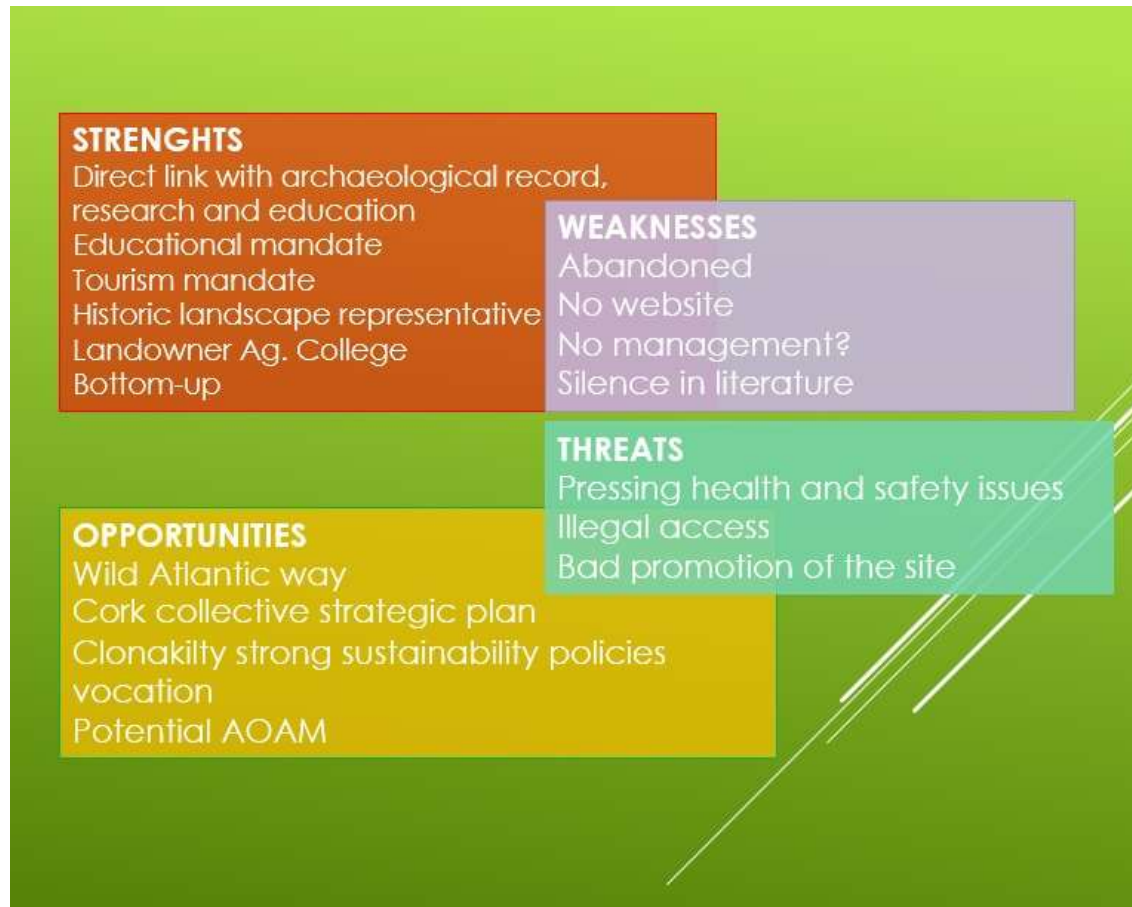 STRENGHTS
Direct link with archaeological record,
research and education
Educational mandate
Tourism mandate
Historic landscape representative
Landowner Ag. College
Bottom-up
WEAKNESSES
Abandoned
No website
No management?
Silence in literature
THREATS
Pressing health and safety issues
Illegal access
Bad promotion of the site
OPPORTUNITIES
Wild Atlantic way
Cork collective strategic plan
Clonakilty strong sustainability policies
vocation
Potential AOAM